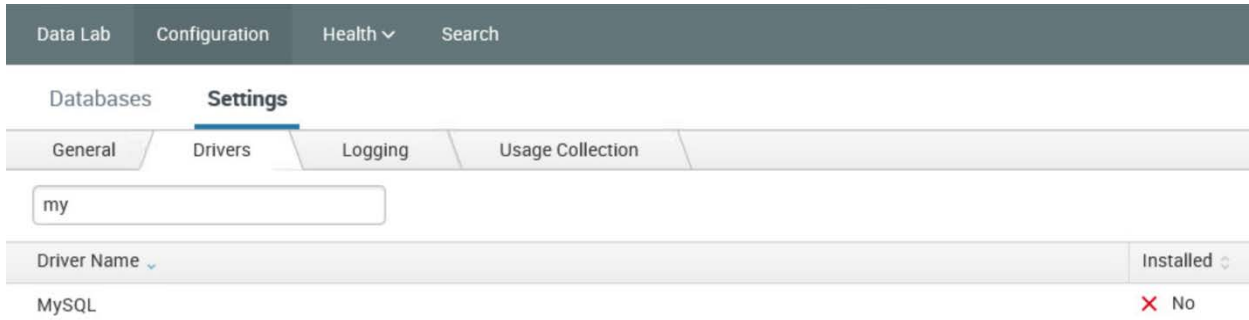 Data Lab Configuration Health Search
Databases Settings
General Drivers Logging Usage Collection
my
Driver Name Installed
MySQL No